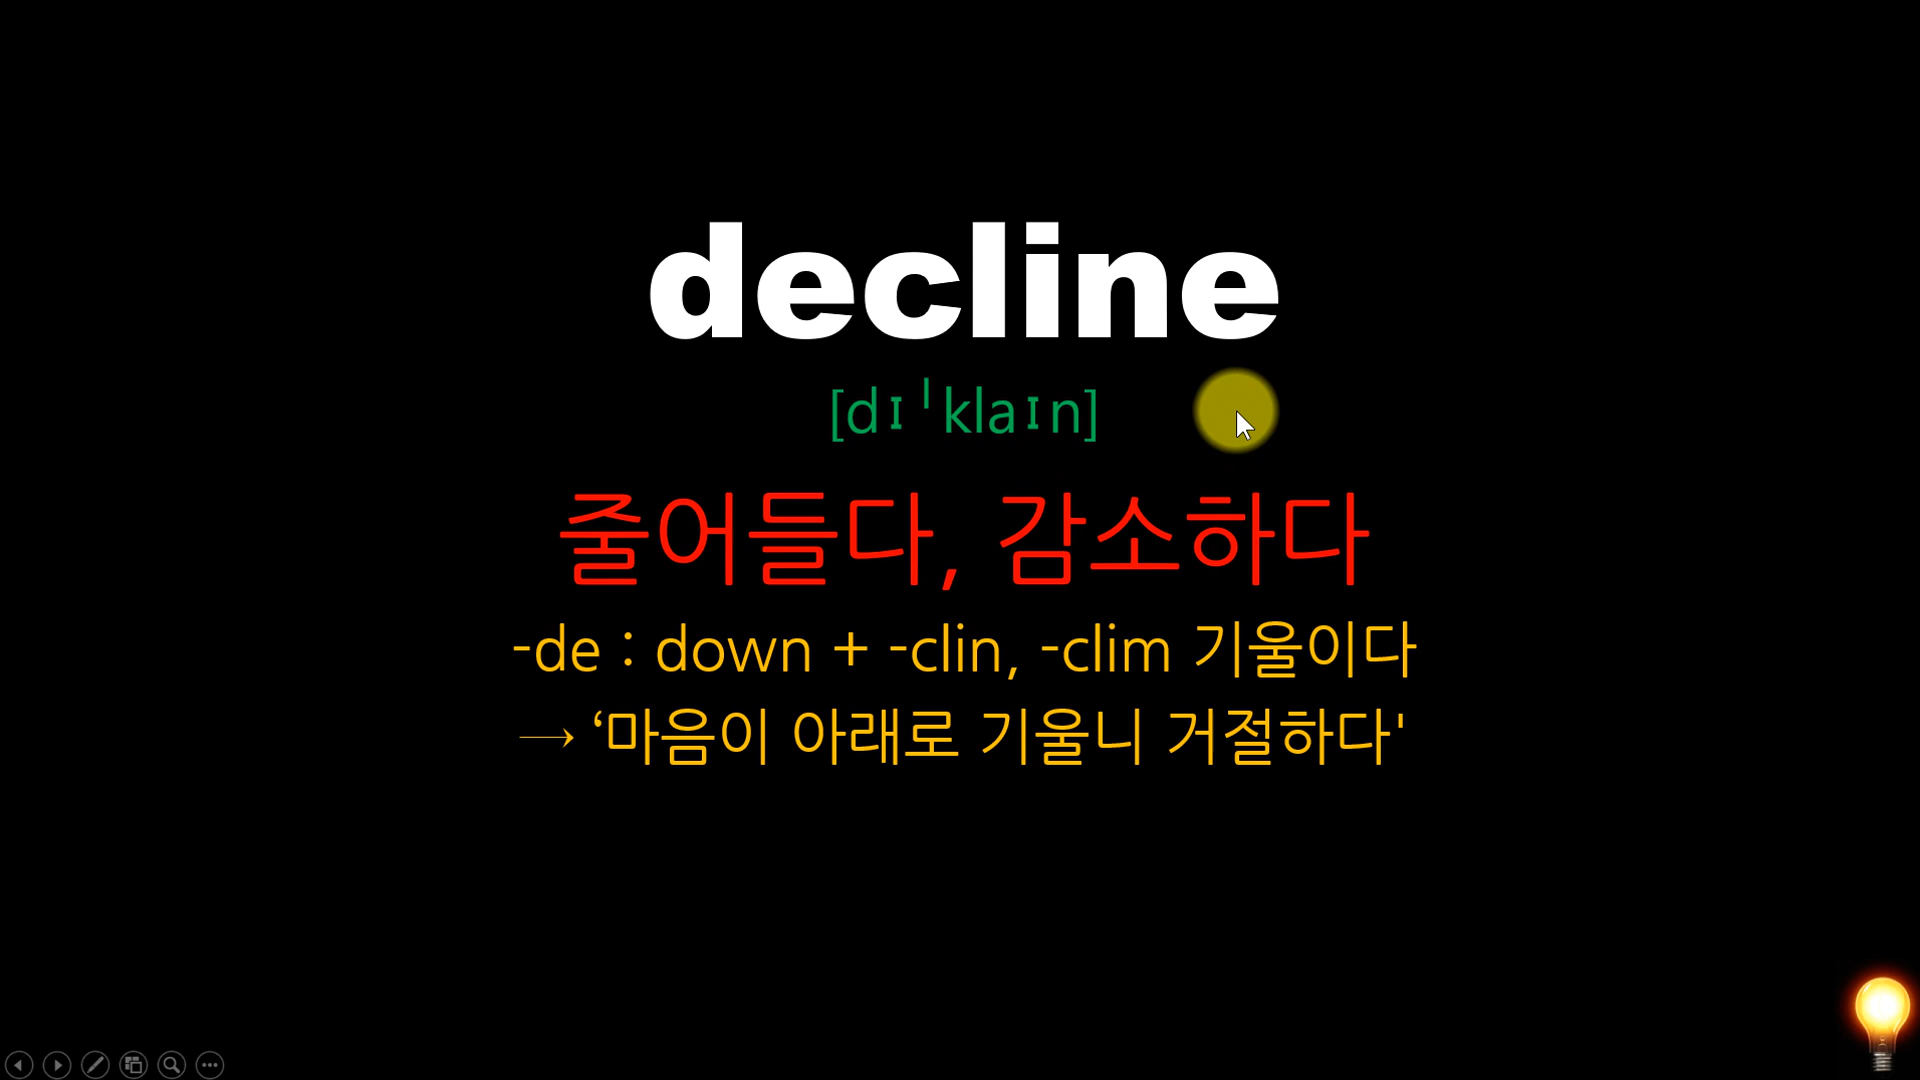 decline
[dɪˈklaɪn]
줄어들다, 감소하다
-de : down + -clin, -clim 기울이다
→ ‘마음이 아래로 기울니 거절하다'